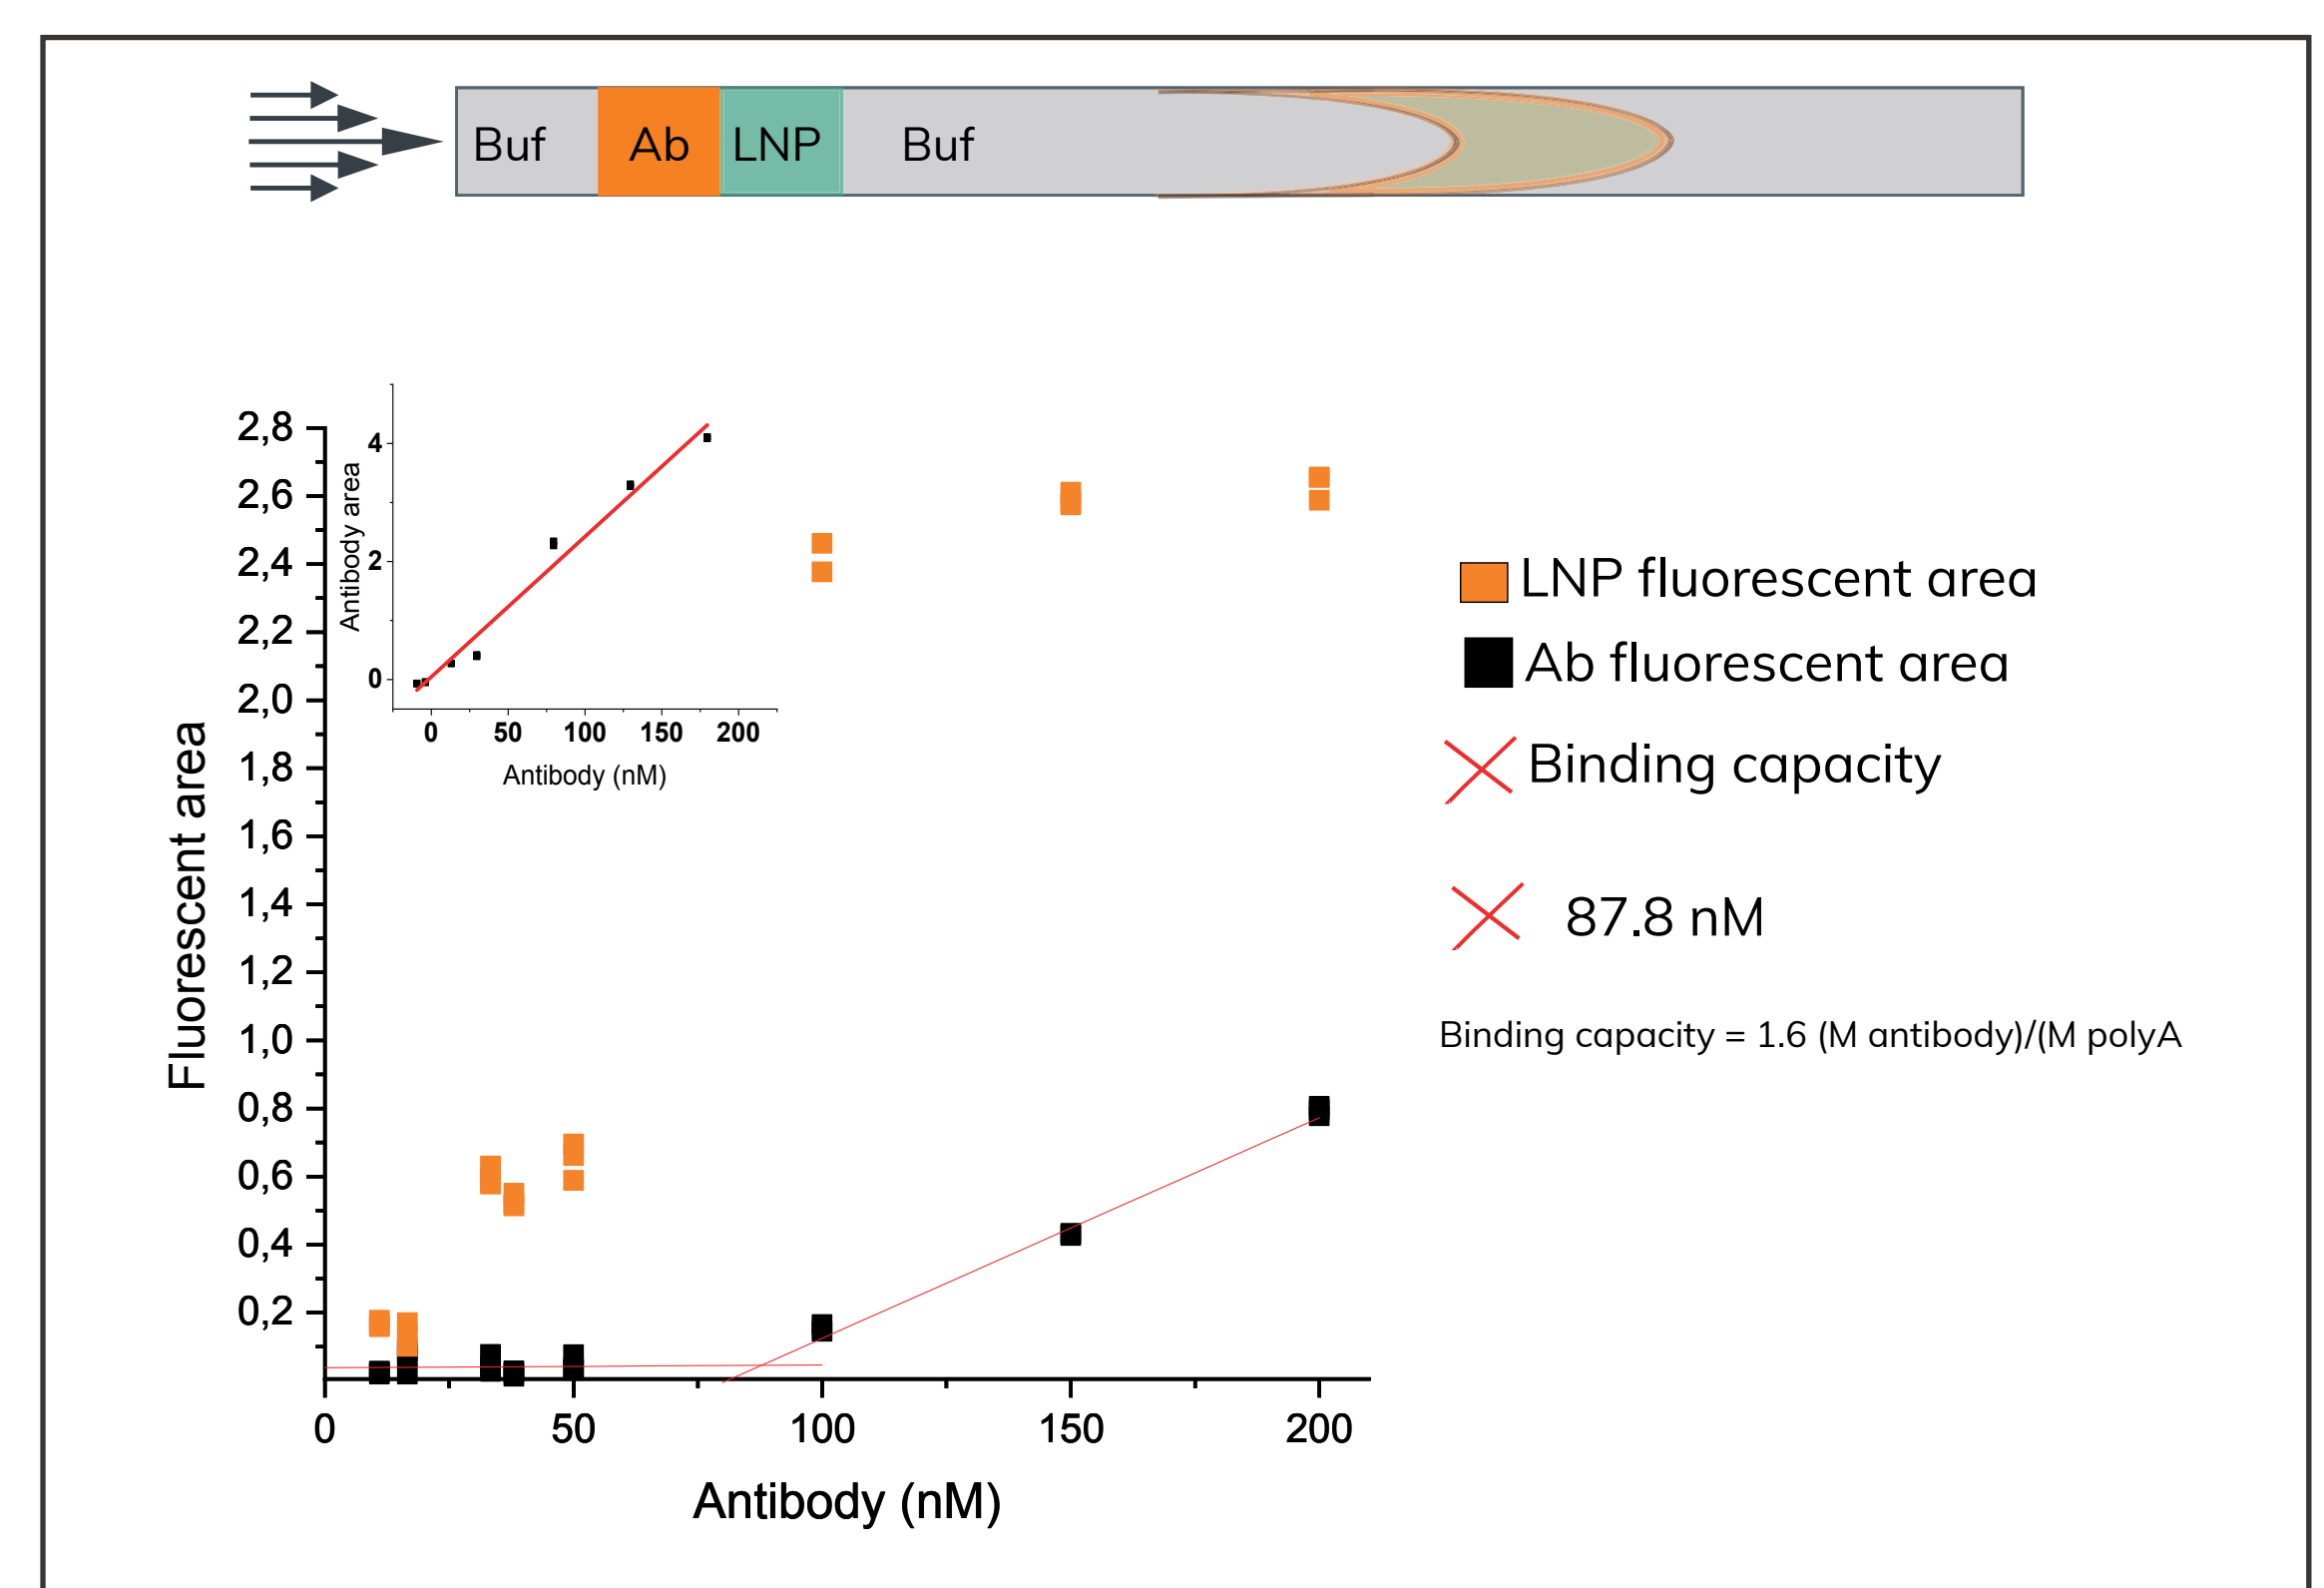 Buf Ab LNP Buf
2,8
2,6
2,4
2,2
2,0
1,8
1,6
1,4
1,2
1,0
0,8
0,6
0,4
0,2
Fluorescent area
0 50 100 150 200
Antibody (nM)
4
2
0
Antibody area
0 50 100 150 200
Antibody (nM)
LNP fluorescent area
Ab fluorescent area
Binding capacity
87.8 nM
Binding capacity = 1.6 (M antibody)/(M polyA